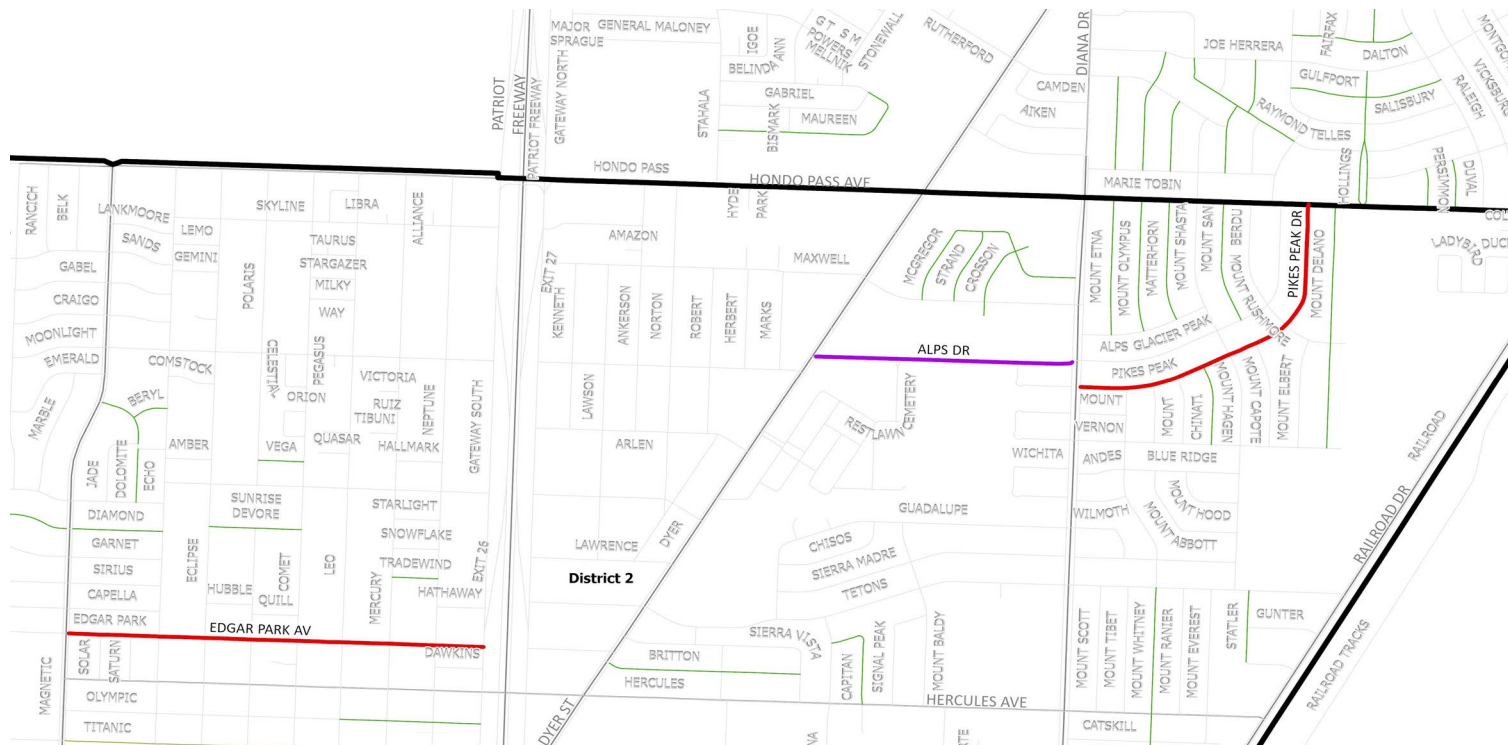 MAJOR
SPRAGUE
GENERAL MALONEY
IGOE
BELINDA ANN
G T S M
POWERS
MELLNIK
STONEWALL
RUTHERFORD
DIANA DR
JOE HERRERA
FAIRFAX
DALTON
VICKSBURG
RALEIGH
GULFPORT
SALISBURY
CAMDEN
AIKEN
RAYMOND TELLES
PATRIOT
FREEWAY
PATRIOT FREEWAY
GATEWAY NORTH
STAHALA
BISMARK
GABRIEL
MAUREEN
HONDO PASS
HONDO PASS AVE
MARIE TOBIN
HOLLINGS
PERSIMMON
DUVAL
COL
RANCICH
BELK
LANKMOORE
SANDS
LEMO
GEMINI
SKYLINE
LIBRA
ALLIANCE
TAURUS
STARGAZER
MILKY
WAY
POLARIS
GABEL
CRAIGO
MOONLIGHT
EMERALD
MARBLE
COMSTOCK
BERYL
CELESTIAL
PEGASUS
ORION
VICTORIA
RUIZ
TIBUNI
NEPTUNE
QUASAR
HALLMARK
VEGA
AMBER
JADE
DOLOMITE
ECHO
DIAMOND
GARNET
SIRIUS
CAPELLA
EDGAR PARK
ECLIPSE
SUNRISE
DEVORE
HUBBLE
QUILL
COMET
LEO
STARLIGHT
SNOWFLAKE
TRADEWIND
HATHAWAY
MERCURY
GATEWAY SOUTH
EXIT 26
EXIT 27
EDGAR PARK AV
DAWKINS
MAGNETIC
SOLAR
SATURN
OLYMPIC
TITANIC
HYDE
PARK
AMAZON
KENNETH
ANKERSON
NORTON
ROBERT
HERBERT
MARKS
MAXWELL
MCGREGOR
STRAND
CROSSON
LAWSON
ARLEN
LAWRENCE
DYER
District 2
ALPS DR
CEMETERY
RESTLAWN
WICHITA
GUADALUPE
CHISOS
SIERRA MADRE
TETONS
SIERRA VISTA
BRITTON
HERCULES
CAPITAN
SIGNAL PEAK
MOUNT BALDY
HERCULES AVE
DYER ST
MOUNT ETNA
MOUNT OLYMPUS
MATTERHORN
MOUNT SHASTA
MOUNT SAN
BERDU
MOUNT RUSHMORE
PIKES PEAK DR
MOUNT DELANO
LADYBIRD
DUCK
ALPS GLACIER PEAK
PIKES PEAK
MOUNT
VERNON
MOUNT
CHINATI
MOUNT HAGEN
MOUNT CAPOTE
MOUNT ELBERT
ANDES
BLUE RIDGE
WILMOTH
MOUNT HOOD
MOUNT ABBOTT
RAILROAD
RAILROAD DR
RAILROAD TRACKS
MOUNT SCOTT
MOUNT TIBET
MOUNT WHITNEY
MOUNT RANIER
MOUNT EVEREST
STATLER
GUNTER
CATSKILL